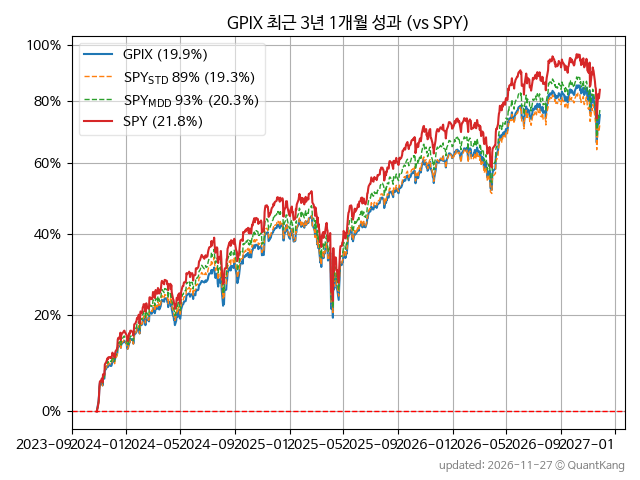 GPIX 최근 3년 1개월 성과 (vs SPY)
GPIX (19.9%)
SPY_STD 89% (19.3%)
SPY_MDD 93% (20.3%)
SPY (21.8%)
100%
80%
60%
40%
20%
0%
2023-09 2024-01 2024-05 2024-09 2025-01 2025-05 2025-09 2026-01 2026-05 2026-09 2027-01
updated: 2026-11-27 © QuantKang